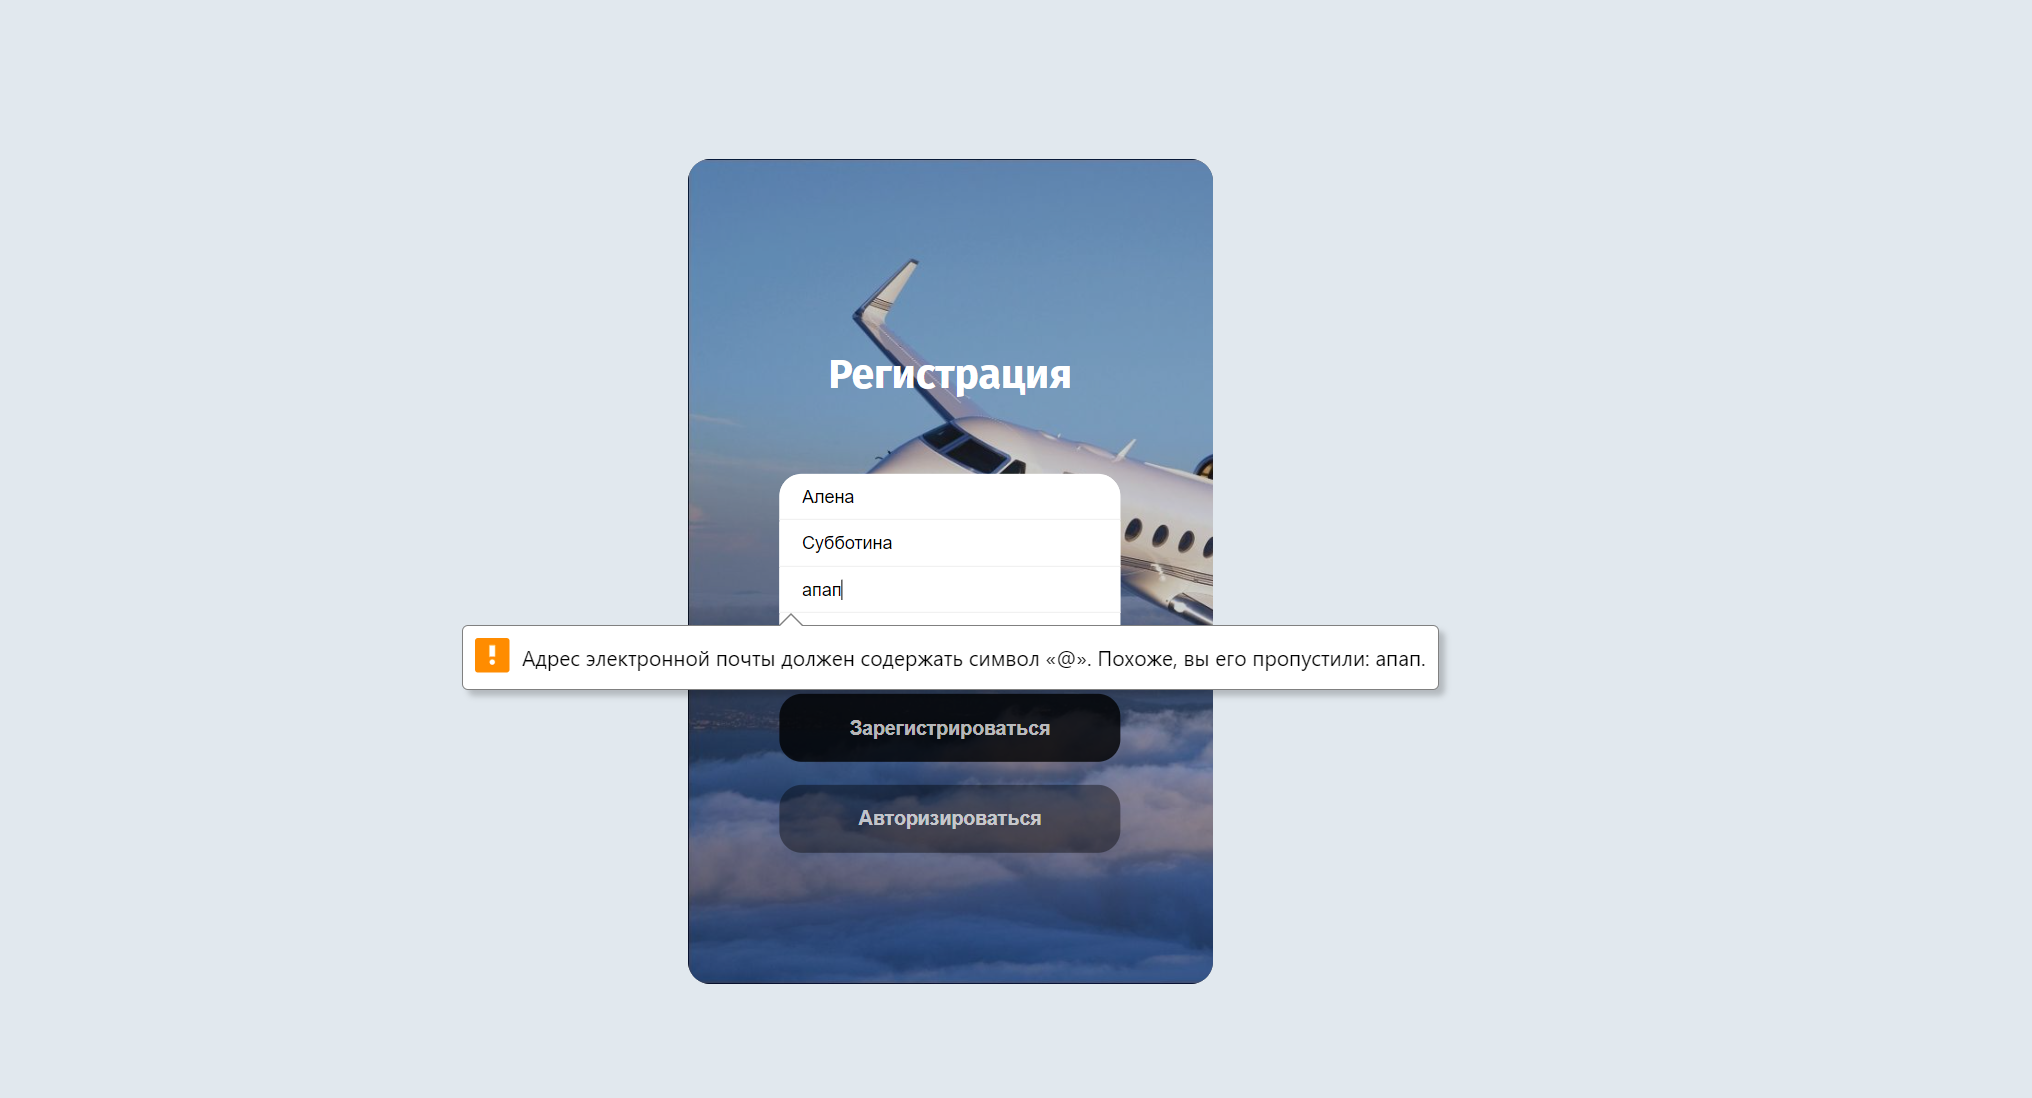 Регистрация
Алена
Субботина
апап
Адрес электронной почты должен содержать символ «@». Похоже, вы его пропустили: апап.
Зарегистрироваться
Авторизироваться